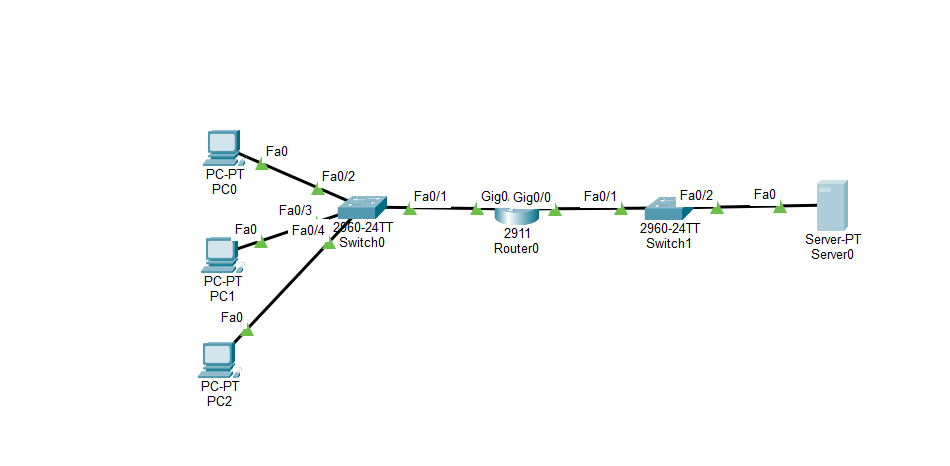 Fa0
PC-PT
PC0
Fa0/2
Fa0/3
Fa0/4
Fa0
PC-PT
PC1
Fa0
PC-PT
PC2
2960-24TT
Switch0
Fa0/1
Gig0/
Gig0/0
2911
Router0
Fa0/1
2960-24TT
Switch1
Fa0/2
Fa0
Server-PT
Server0